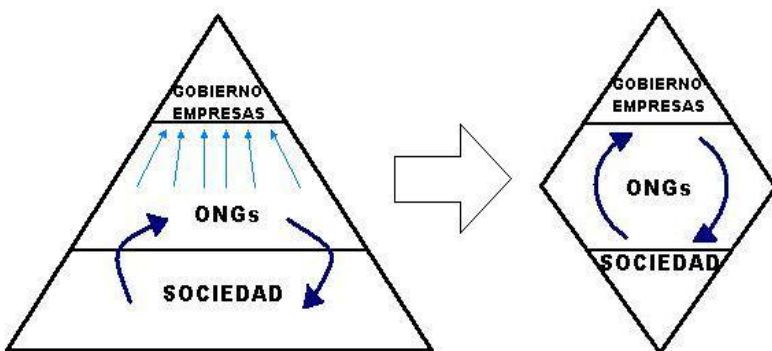 GOBIERNO
EMPRESAS
ONGs
SOCIEDAD
GOBIERNO
EMPRESAS
ONGs
SOCIEDAD